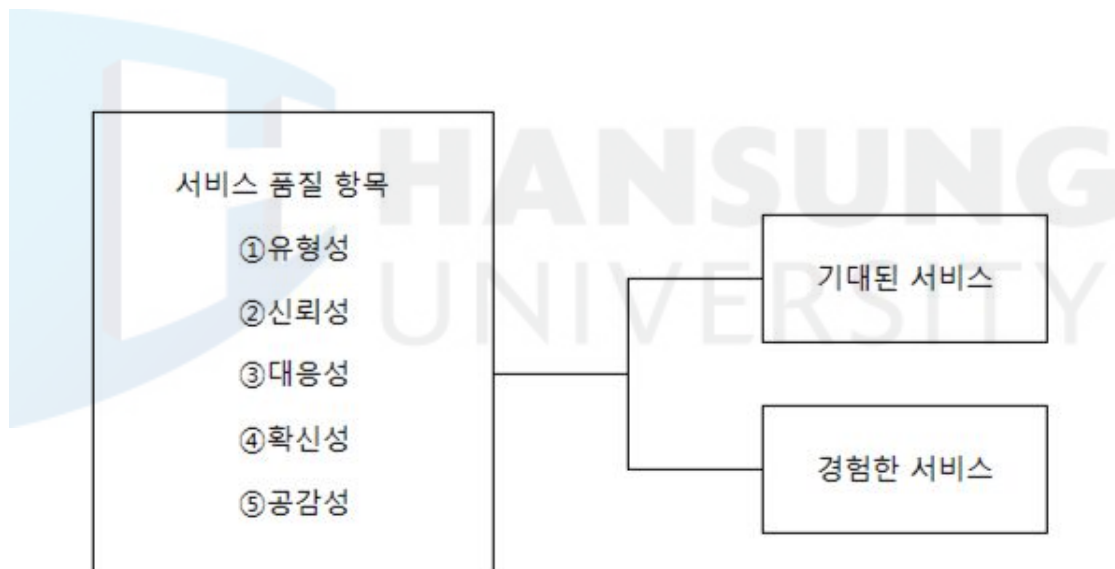 HANSUNG
UNIVERSITY
서비스 품질 항목
①유형성
②신뢰성
③대응성
④확신성
⑤공감성
기대된 서비스
경험한 서비스